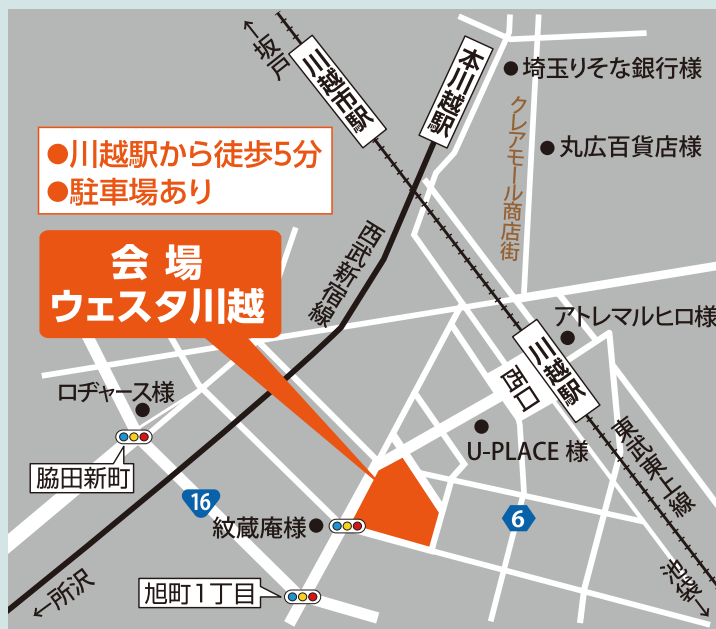 ↑坂戸
川越市駅
本川越駅
●埼玉りそな銀行様
クレアモール商店街
●丸広百貨店様
●川越駅から徒歩5分
●駐車場あり
会 場
ウェスタ川越
西武新宿線
アトレマルヒロ様
川越駅
西口
ロヂャース様
U-PLACE 様
東武東上線
脇田新町
16
紋蔵庵様
6
旭町1丁目
←所沢
池袋→